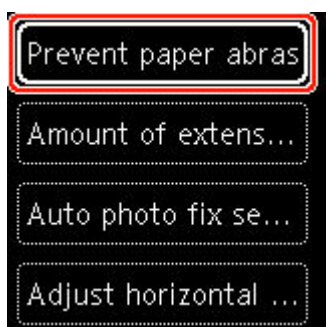 Prevent paper abras
Amount of extens...
Auto photo fix se...
Adjust horizontal ...